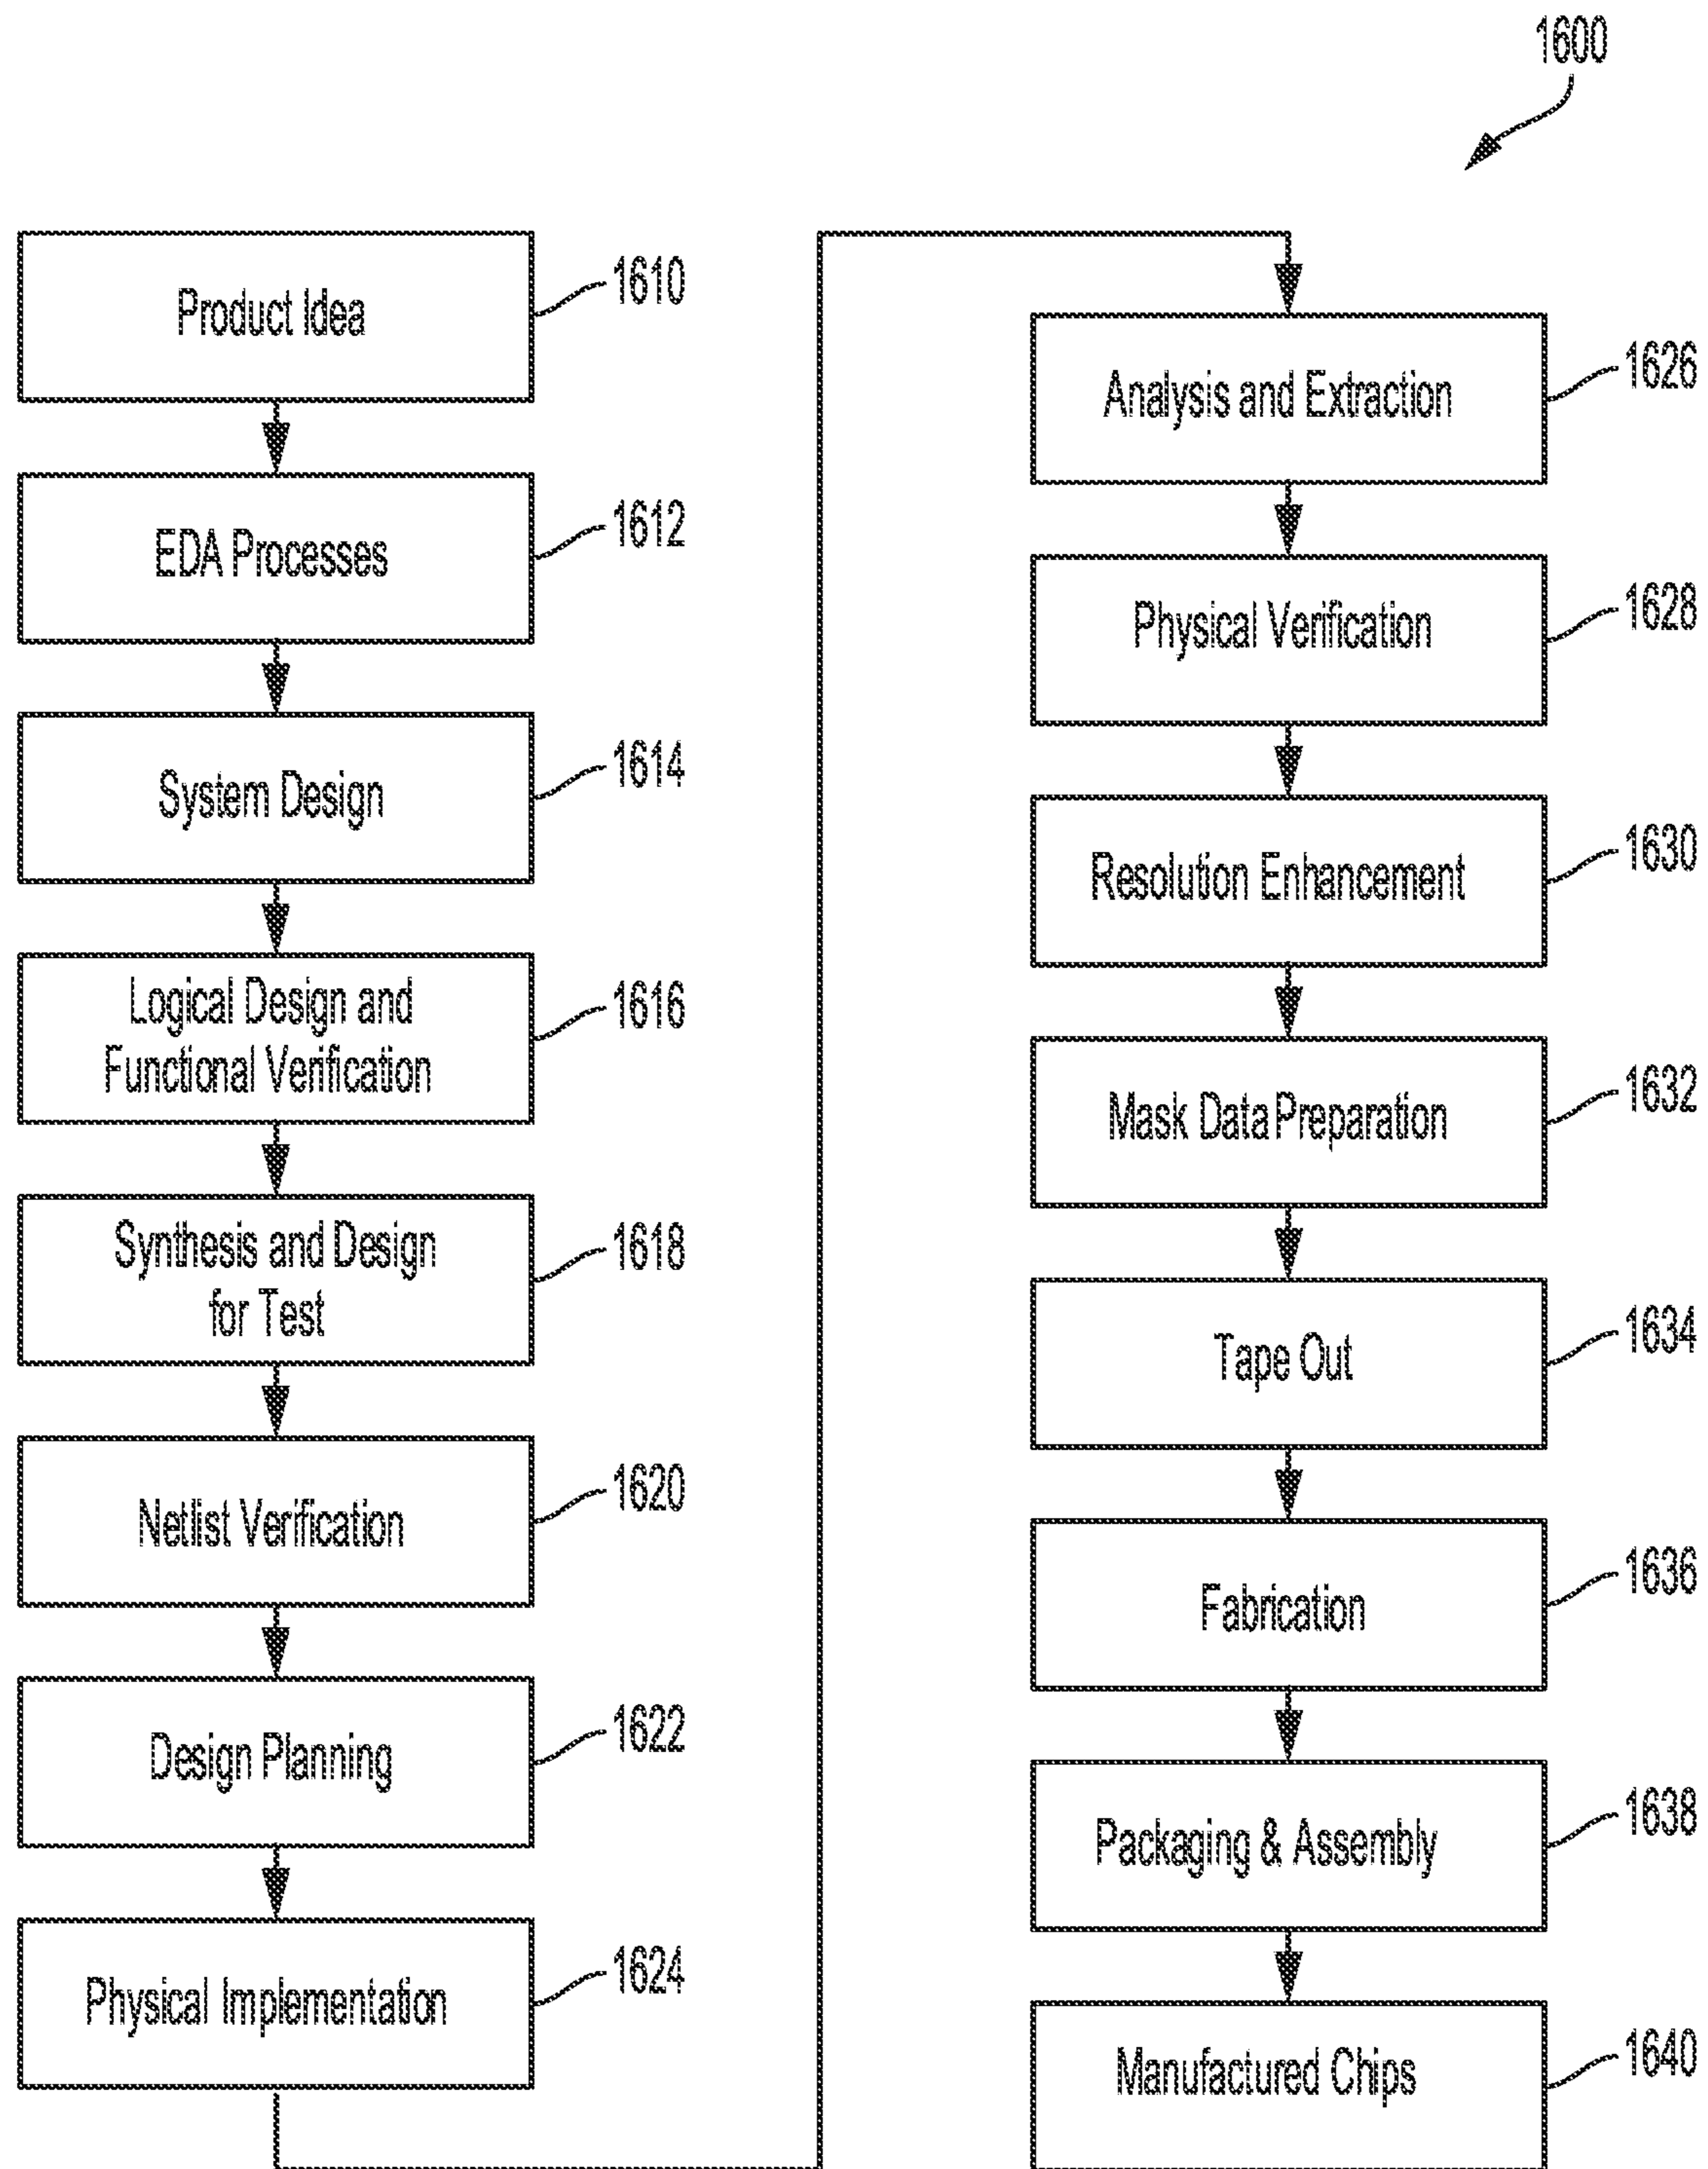 1600
Product Idea
1610
EDA Processes
1612
System Design
1614
Logical Design and
Functional Verification
1616
Synthesis and Design
for Test
1618
Netlist Verification
1620
Design Planning
1622
Physical Implementation
1624
Analysis and Extraction
1626
Physical Verification
1628
Resolution Enhancement
1630
Mask Data Preparation
1632
Tape Out
1634
Fabrication
1636
Packaging & Assembly
1638
Manufactured Chips
1640